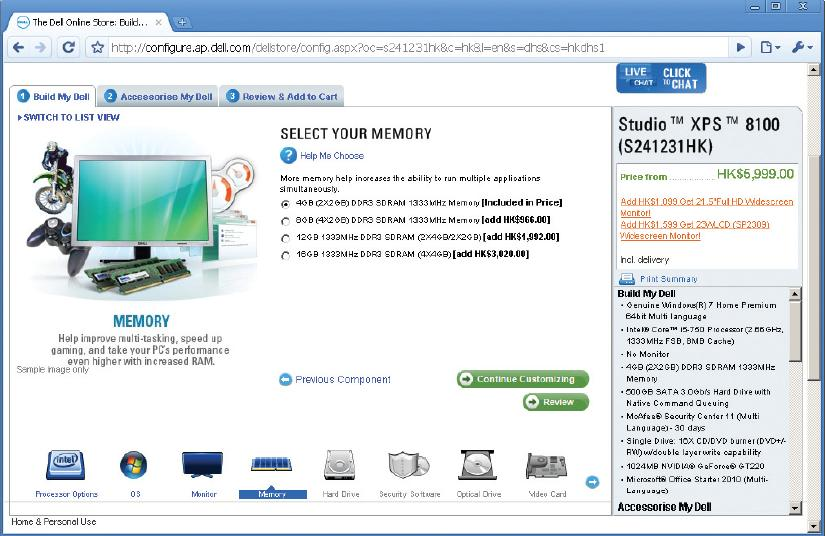 The Dell Online Store: Build...
http://configure.ap.dell.com/dellstore/config.aspx?oc=s241231hk&c=hk&l=en&s=dhs&cs=hkdhs1
LIVE CHAT CLICK TO CHAT
1 Build My Dell
2 Accessorise My Dell
3 Review & Add to Cart
SWITCH TO LIST VIEW
SELECT YOUR MEMORY
? Help Me Choose
More memory help increases the ability to run multiple applications
simultaneously.
4GB (2X2GB) DDR3 SDRAM 1333MHz Memory [Included in Price]
8GB (4X2GB) DDR3 SDRAM 1333MHz Memory [add HK$966.00]
12GB 1333MHz DDR3 SDRAM (2X4GB/2X2GB) [add HK$1,992.00]
16GB 1333MHz DDR3 SDRAM (4X4GB) [add HK$3,020.00]
DELL
MEMORY
Help improve multi-tasking, speed up
gaming, and take your PC's performance
even higher with increased RAM.
Sample image only
Previous Component
Continue Customizing
Review
intel
Processor Options
OS
Monitor
Memory
Hard Drive
Security Software
Optical Drive
Video Card
Home & Personal Use
Studio™ XPS™ 8100
(S241231HK)
Price from .................. HK$5,999.00
Add HK$1,099 Get 21.5"Full HD Widescreen
Monitor!
Add HK$1,599 Get 23WLCD (SP2309)
Widescreen Monitor!
Incl. delivery
Print Summary
Build My Dell
• Genuine Windows(R) 7 Home Premium
64bit Multi language
• Intel® Core™ i5-750 Processor (2.66GHz,
1333MHz FSB, 8MB Cache)
• No Monitor
• 4GB (2X2GB) DDR3 SDRAM 1333MHz
Memory
• 500GB SATA 3.0Gb/s Hard Drive with
Native Command Queuing
• McAfee® Security Center 11 (Multi
Language) - 30 days
• Single Drive: 16X CD/DVD burner (DVD+/-
RW) w/double layer write capability
• 1024MB NVIDIA® GeForce® GT220
• Microsoft® Office Starter 2010 (Multi-
Language)
Accessorise My Dell